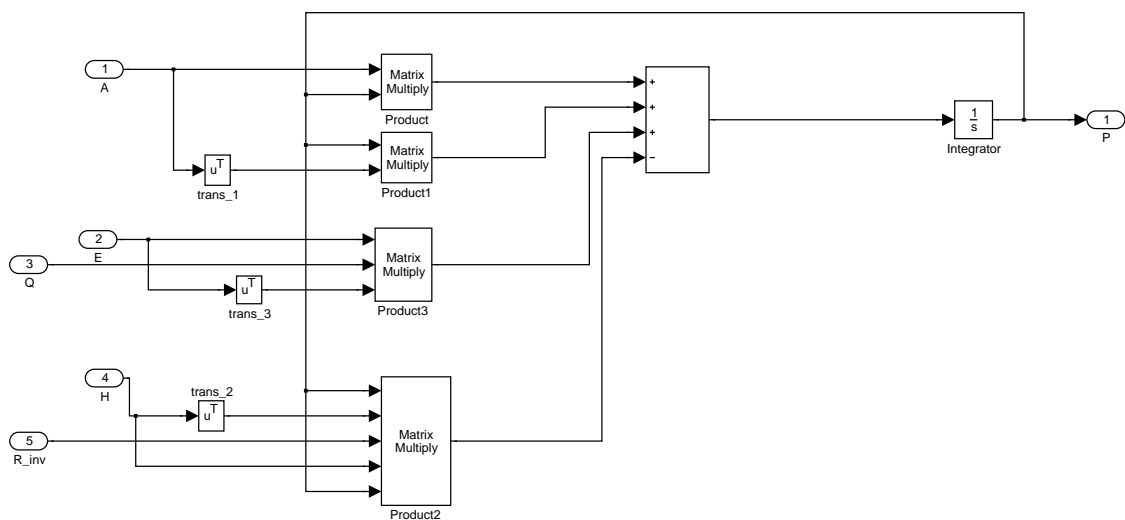 1
A
Matrix
Multiply
Product
Matrix
Multiply
Product1
uT
trans_1
+
+
+
−
1
s
Integrator
1
P
2
E
3
Q
uT
trans_3
Matrix
Multiply
Product3
4
H
trans_2
uT
5
R_inv
Matrix
Multiply
Product2